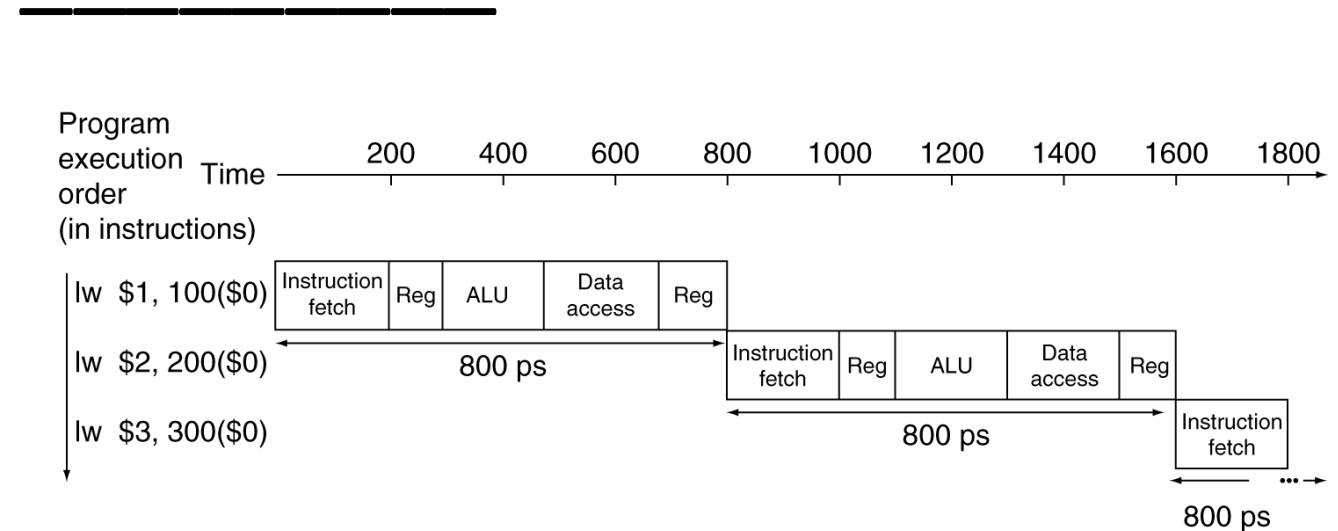 Program
execution
order
(in instructions)
Time
200 400 600 800 1000 1200 1400 1600 1800
lw $1, 100($0)
Instruction
fetch
Reg
ALU
Data
access
Reg
800 ps
lw $2, 200($0)
Instruction
fetch
Reg
ALU
Data
access
Reg
800 ps
lw $3, 300($0)
Instruction
fetch
...
800 ps